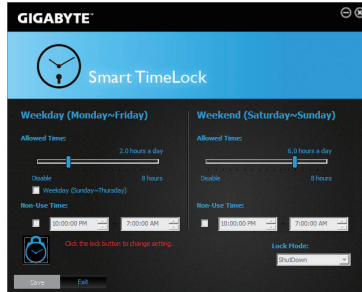 GIGABYTE
Smart TimeLock
Weekday (Monday~Friday)
Allowed Time:
2.0 hours a day
Disable 8 hours
Weekday (Sunday~Thursday)
Non-Use Time:
10:00:00 PM ~ 7:00:00 AM
Click the lock button to change setting.
Weekend (Saturday~Sunday)
Allowed Time:
6.0 hours a day
Disable 8 hours
Non-Use Time:
10:00:00 PM ~ 7:00:00 AM
Lock Mode:
ShutDown
Save Exit